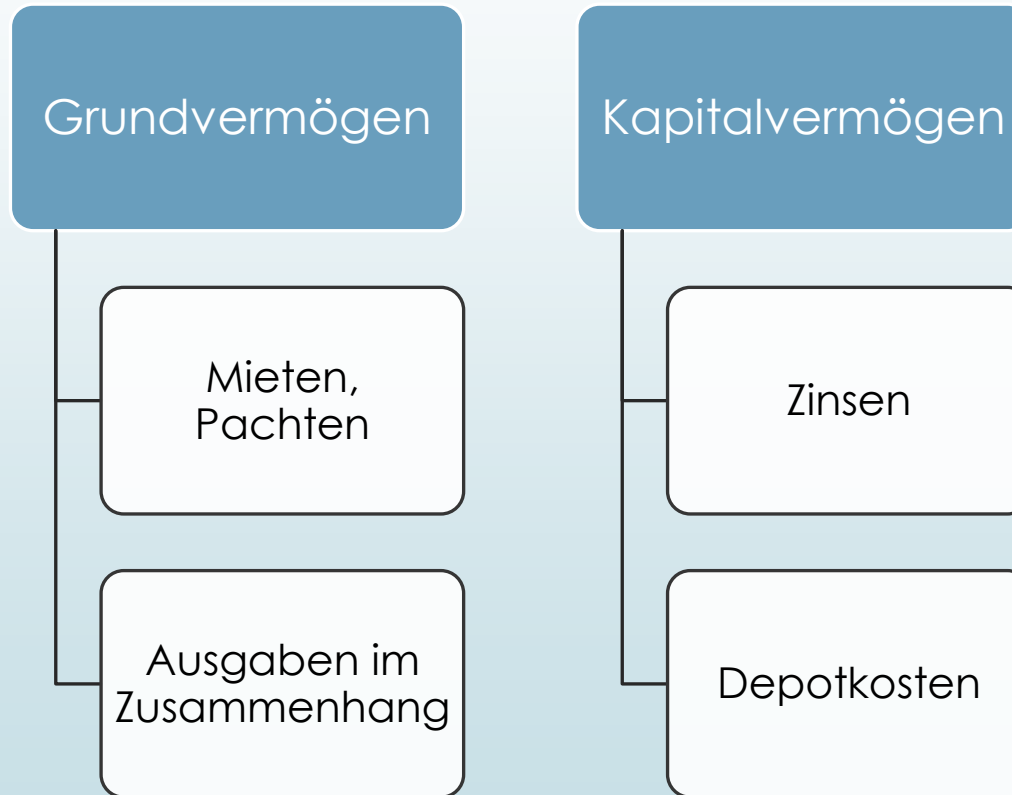 Grundvermögen
Mieten,
Pachten
Ausgaben im
Zusammenhang
Kapitalvermögen
Zinsen
Depotkosten